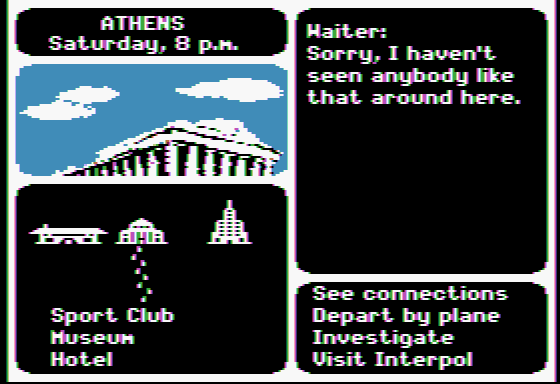 ATHENS
Saturday, 8 p.m.
Waiter:
Sorry, I haven't
seen anybody like
that around here.
Sport Club
Museum
Hotel
See connections
Depart by plane
Investigate
Visit Interpol